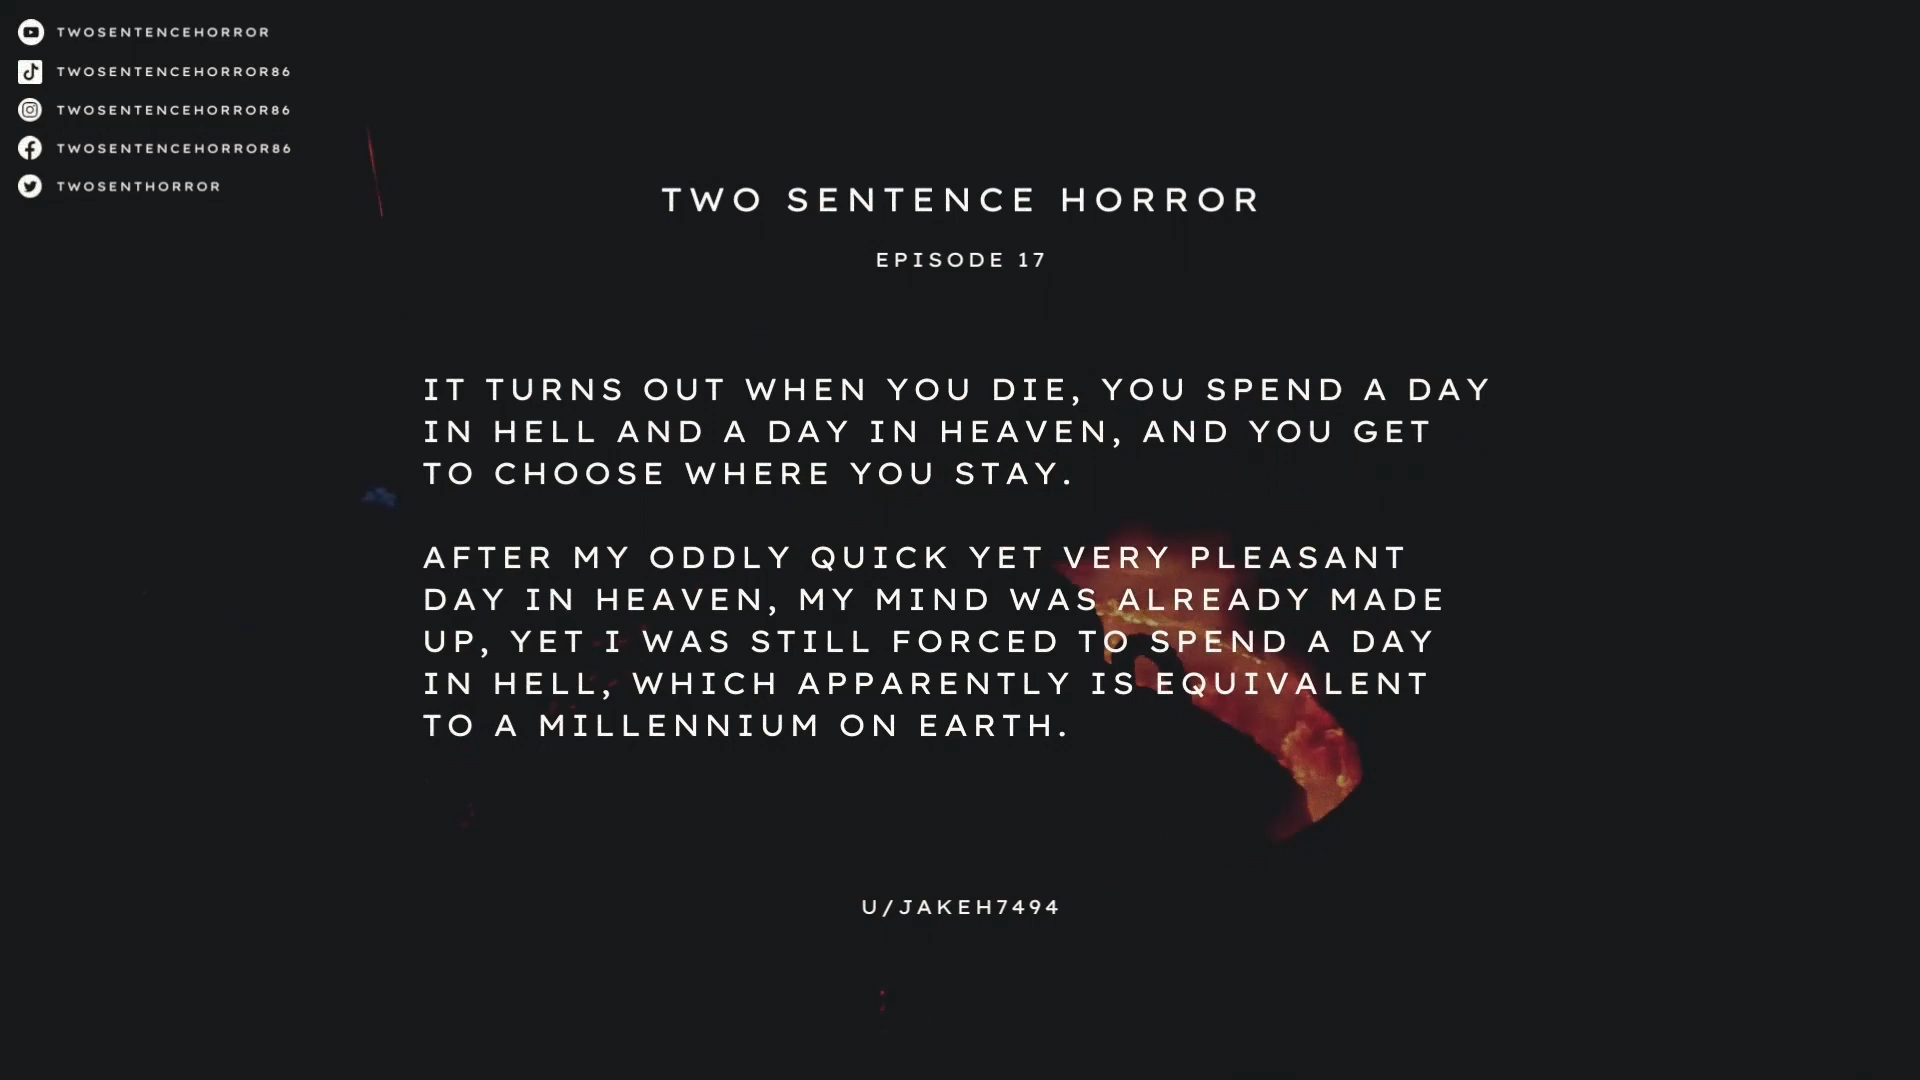 TWOSENTENCEHORROR
TWOSENTENCEHORROR86
TWOSENTENCEHORROR86
TWOSENTENCEHORROR86
TWOSENTHORROR
TWO SENTENCE HORROR
EPISODE 17
IT TURNS OUT WHEN YOU DIE, YOU SPEND A DAY
IN HELL AND A DAY IN HEAVEN, AND YOU GET
TO CHOOSE WHERE YOU STAY.
AFTER MY ODDLY QUICK YET VERY PLEASANT
DAY IN HEAVEN, MY MIND WAS ALREADY MADE
UP, YET I WAS STILL FORCED TO SPEND A DAY
IN HELL, WHICH APPARENTLY IS EQUIVALENT
TO A MILLENNIUM ON EARTH.
U/JAKEH7494